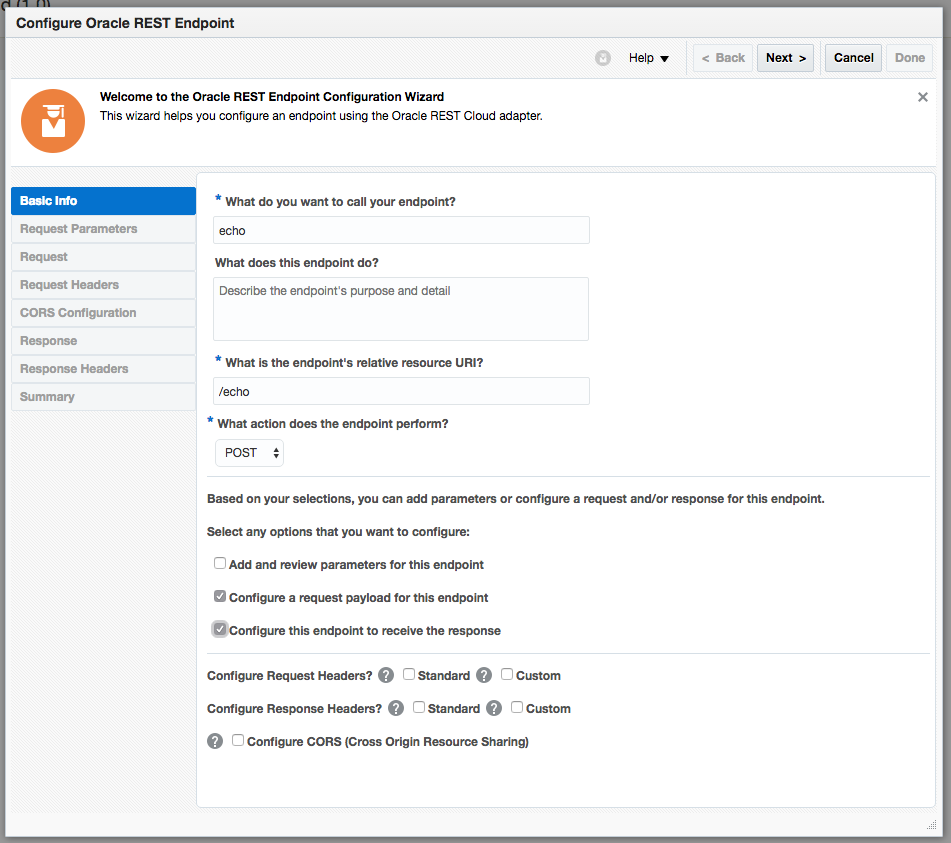 d (1.0)
Configure Oracle REST Endpoint
Help
< Back
Next >
Cancel
Done
Welcome to the Oracle REST Endpoint Configuration Wizard
This wizard helps you configure an endpoint using the Oracle REST Cloud adapter.
Basic Info
Request Parameters
Request
Request Headers
CORS Configuration
Response
Response Headers
Summary
* What do you want to call your endpoint?
echo
What does this endpoint do?
Describe the endpoint's purpose and detail
* What is the endpoint's relative resource URI?
/echo
* What action does the endpoint perform?
POST
Based on your selections, you can add parameters or configure a request and/or response for this endpoint.
Select any options that you want to configure:
Add and review parameters for this endpoint
Configure a request payload for this endpoint
Configure this endpoint to receive the response
Configure Request Headers? ? Standard ? Custom
Configure Response Headers? ? Standard ? Custom
? Configure CORS (Cross Origin Resource Sharing)